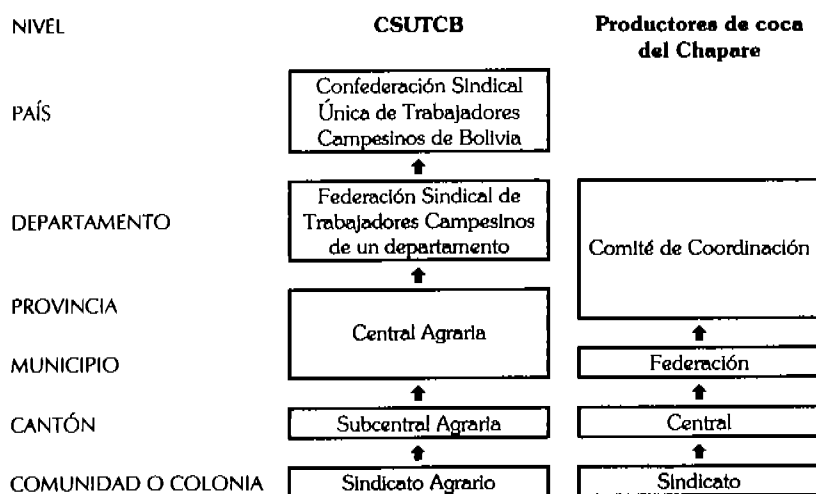 NIVEL
CSUTCB
Productores de coca
del Chapare
PAÍS
Confederación Sindical
Única de Trabajadores
Campesinos de Bolivia
DEPARTAMENTO
Federación Sindical de
Trabajadores Campesinos
de un departamento
Comité de Coordinación
PROVINCIA
Central Agraria
MUNICIPIO
Federación
CANTÓN
Subcentral Agraria
Central
COMUNIDAD O COLONIA
Sindicato Agrario
Sindicato